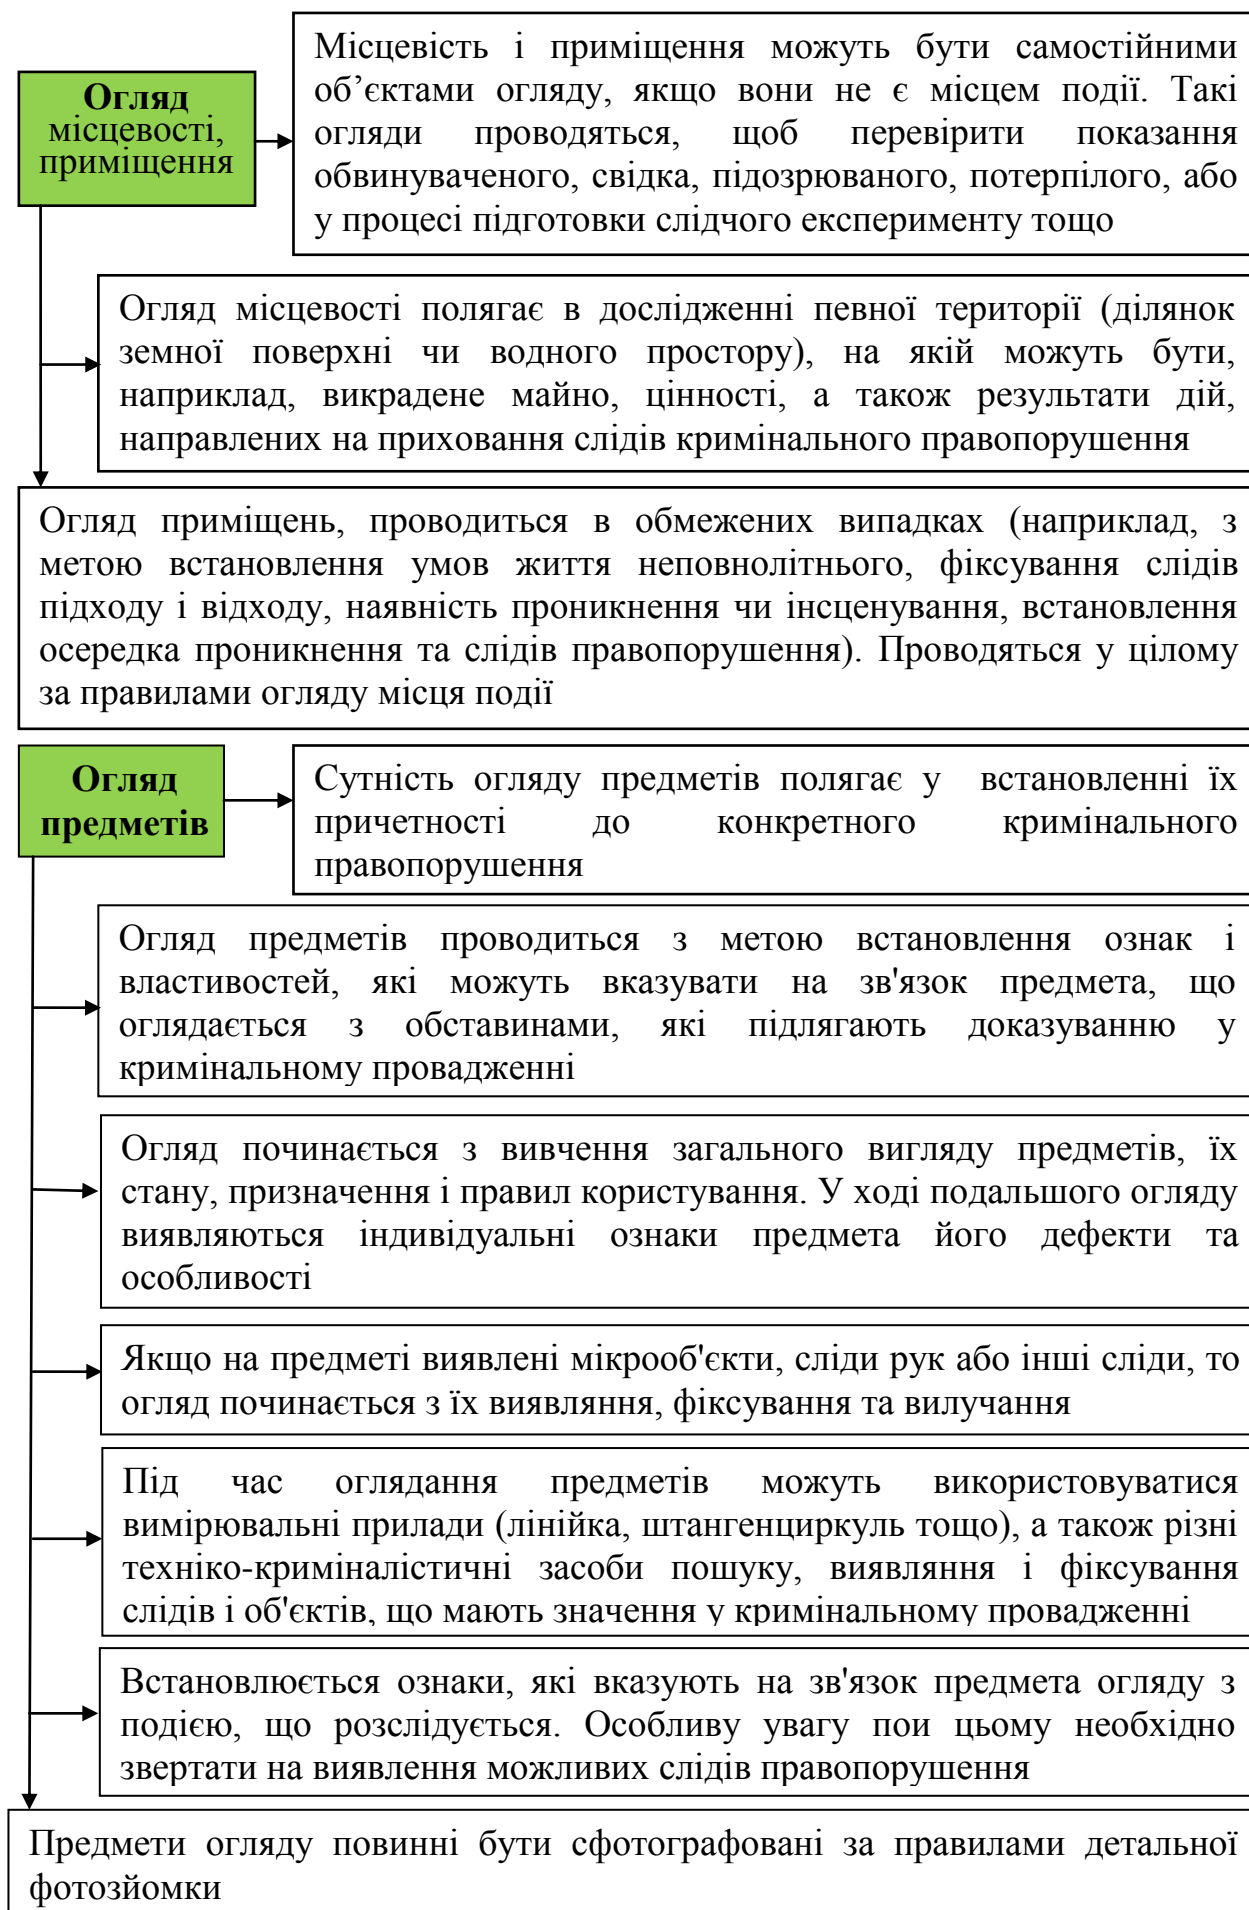 Огляд
місцевості,
приміщення
Місцевість і приміщення можуть бути самостійними
об’єктами огляду, якщо вони не є місцем події. Такі
огляди проводяться, щоб перевірити показання
обвинуваченого, свідка, підозрюваного, потерпілого, або
у процесі підготовки слідчого експерименту тощо
Огляд місцевості полягає в дослідженні певної території (ділянок
земної поверхні чи водного простору), на якій можуть бути,
наприклад, викрадене майно, цінності, а також результати дій,
направлених на приховання слідів кримінального правопорушення
Огляд приміщень, проводиться в обмежених випадках (наприклад, з
метою встановлення умов життя неповнолітнього, фіксування слідів
підходу і відходу, наявність проникнення чи інсценування, встановлення
осередка проникнення та слідів правопорушення). Проводяться у цілому
за правилами огляду місця події
Огляд
предметів
Сутність огляду предметів полягає у встановленні їх
причетності до конкретного кримінального
правопорушення
Огляд предметів проводиться з метою встановлення ознак і
властивостей, які можуть вказувати на зв'язок предмета, що
оглядається з обставинами, які підлягають доказуванню у
кримінальному провадженні
Огляд починається з вивчення загального вигляду предметів, їх
стану, призначення і правил користування. У ході подальшого огляду
виявляються індивідуальні ознаки предмета його дефекти та
особливості
Якщо на предметі виявлені мікрооб'єкти, сліди рук або інші сліди, то
огляд починається з їх виявляння, фіксування та вилучання
Під час оглядання предметів можуть використовуватися
вимірювальні прилади (лінійка, штангенциркуль тощо), а також різні
техніко-криміналістичні засоби пошуку, виявляння і фіксування
слідів і об'єктів, що мають значення у кримінальному провадженні
Встановлюється ознаки, які вказують на зв'язок предмета огляду з
подією, що розслідується. Особливу увагу пои цьому необхідно
звертати на виявлення можливих слідів правопорушення
Предмети огляду повинні бути сфотографовані за правилами детальної
фотозйомки